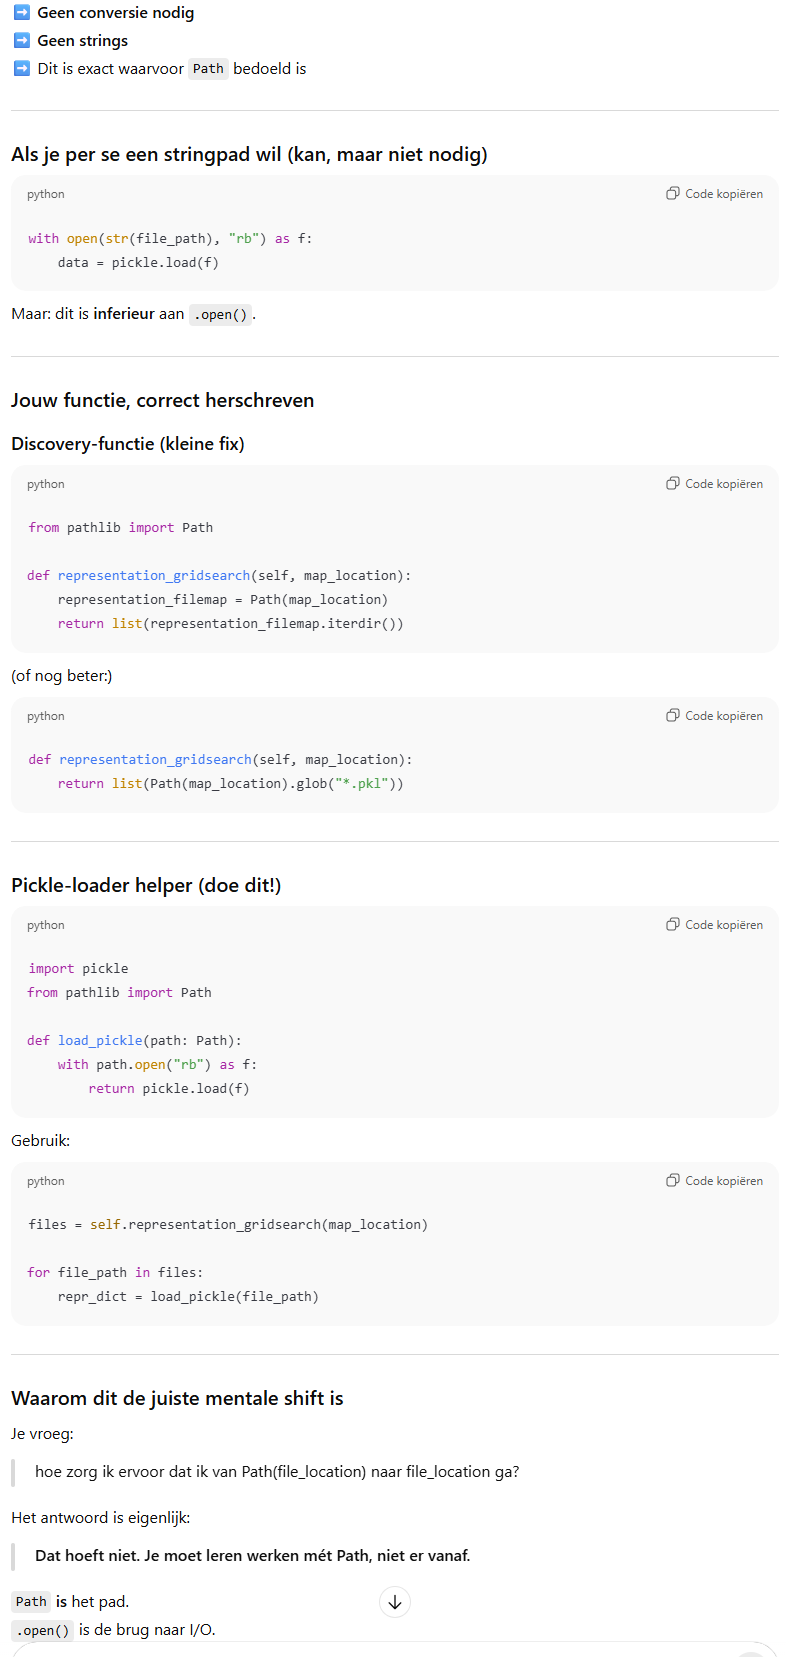 ➡️ Geen conversie nodig
➡️ Geen strings
➡️ Dit is exact waarvoor Path bedoeld is
Als je per se een stringpad wil (kan, maar niet nodig)
python
Code kopiëren
with open(str(file_path), "rb") as f:
    data = pickle.load(f)
Maar: dit is inferieur aan .open().
Jouw functie, correct herschreven
Discovery-functie (kleine fix)
python
Code kopiëren
from pathlib import Path
def representation_gridsearch(self, map_location):
    representation_filemap = Path(map_location)
    return list(representation_filemap.iterdir())
(of nog beter:)
python
Code kopiëren
def representation_gridsearch(self, map_location):
    return list(Path(map_location).glob("*.pkl"))
Pickle-loader helper (doe dit!)
python
Code kopiëren
import pickle
from pathlib import Path
def load_pickle(path: Path):
    with path.open("rb") as f:
        return pickle.load(f)
Gebruik:
python
Code kopiëren
files = self.representation_gridsearch(map_location)
for file_path in files:
    repr_dict = load_pickle(file_path)
Waarom dit de juiste mentale shift is
Je vroeg:
hoe zorg ik ervoor dat ik van Path(file_location) naar file_location ga?
Het antwoord is eigenlijk:
Dat hoeft niet. Je moet leren werken mét Path, niet er vanaf.
Path is het pad.
.open() is de brug naar I/O.